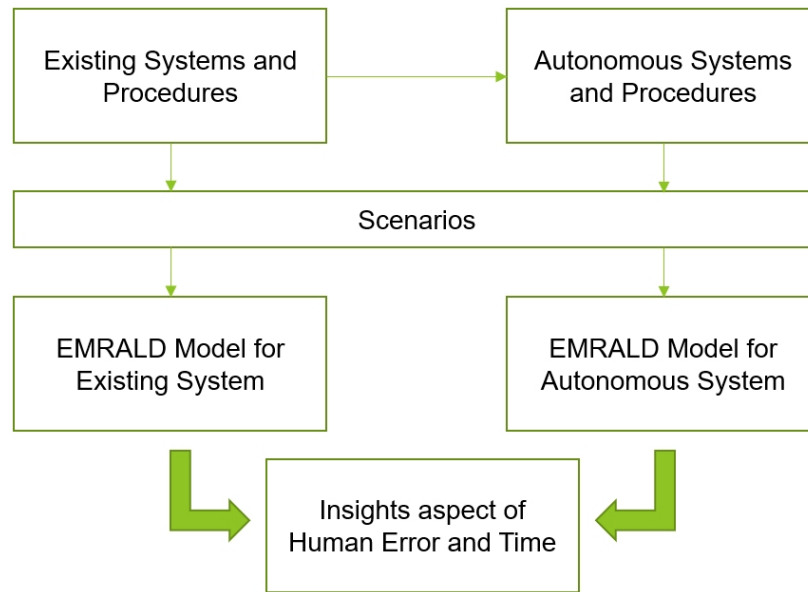 Existing Systems and
Procedures
Autonomous Systems
and Procedures
Scenarios
EMRALD Model for
Existing System
EMRALD Model for
Autonomous System
Insights aspect of
Human Error and Time